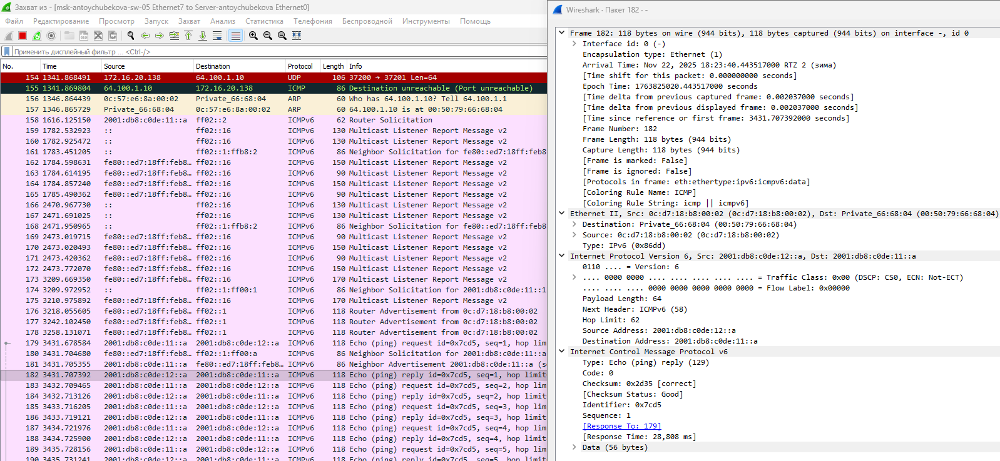 Захват из - [msk-antoychubekova-sw-05 Ethernet7 to Server-antoychubekova Ethernet0]
Файл Редактирование Просмотр Запуск Захват Анализ Статистика Телефония Беспроводной Инструменты Помощь
Применить дисплейный фильтр ... <Ctrl-/>
No. Time Source Destination Protocol Length Info
154 1341.868491 172.16.20.138 64.100.1.10 UDP 106 37200 → 37201 Len=64
155 1341.869804 64.100.1.10 172.16.20.138 ICMP 86 Destination unreachable (Port unreachable)
156 1346.864439 0c:57:e6:8a:00:02 Private_66:68:04 ARP 60 Who has 64.100.1.10? Tell 64.100.1.1
157 1346.865729 Private_66:68:04 0c:57:e6:8a:00:02 ARP 60 64.100.1.10 is at 00:50:79:66:68:04
158 1616.125150 2001:db8:c0de:11::a ff02::2 ICMPv6 62 Router Solicitation
159 1782.532923 :: ff02::16 ICMPv6 130 Multicast Listener Report Message v2
160 1782.925472 :: ff02::16 ICMPv6 130 Multicast Listener Report Message v2
161 1783.451205 :: ff02::1:ffb8:2 ICMPv6 86 Neighbor Solicitation for fe80::ed7:18ff:feb8
162 1784.598631 fe80::ed7:18ff:feb8… ff02::16 ICMPv6 150 Multicast Listener Report Message v2
163 1784.614195 fe80::ed7:18ff:feb8… ff02::16 ICMPv6 90 Multicast Listener Report Message v2
164 1784.857240 fe80::ed7:18ff:feb8… ff02::16 ICMPv6 150 Multicast Listener Report Message v2
165 1785.490362 fe80::ed7:18ff:feb8… ff02::16 ICMPv6 90 Multicast Listener Report Message v2
166 2470.967730 :: ff02::16 ICMPv6 130 Multicast Listener Report Message v2
167 2471.691025 :: ff02::16 ICMPv6 130 Multicast Listener Report Message v2
168 2471.950965 :: ff02::1:ffb8:2 ICMPv6 86 Neighbor Solicitation for fe80::ed7:18ff:feb8
169 2473.019715 fe80::ed7:18ff:feb8… ff02::16 ICMPv6 90 Multicast Listener Report Message v2
170 2473.020493 fe80::ed7:18ff:feb8… ff02::16 ICMPv6 150 Multicast Listener Report Message v2
171 2473.420362 fe80::ed7:18ff:feb8… ff02::16 ICMPv6 90 Multicast Listener Report Message v2
172 2473.772070 fe80::ed7:18ff:feb8… ff02::16 ICMPv6 150 Multicast Listener Report Message v2
173 3209.669350 fe80::ed7:18ff:feb8… ff02::16 ICMPv6 170 Multicast Listener Report Message v2
174 3209.972952 :: ff02::1:ff00:1 ICMPv6 86 Neighbor Solicitation for 2001:db8:c0de:11::1
175 3210.975892 fe80::ed7:18ff:feb8… ff02::16 ICMPv6 170 Multicast Listener Report Message v2
176 3218.055605 fe80::ed7:18ff:feb8… ff02::1 ICMPv6 118 Router Advertisement from 0c:d7:18:b8:00:02
177 3242.102450 fe80::ed7:18ff:feb8… ff02::1 ICMPv6 118 Router Advertisement from 0c:d7:18:b8:00:02
178 3258.131071 fe80::ed7:18ff:feb8… ff02::1 ICMPv6 118 Router Advertisement from 0c:d7:18:b8:00:02
179 3431.678584 2001:db8:c0de:11::a 2001:db8:c0de:12::a ICMPv6 118 Echo (ping) request id=0x7cd5, seq=1, hop lim
180 3431.704680 fe80::ed7:18ff:feb8… ff02::1:ff00:a ICMPv6 86 Neighbor Solicitation for 2001:db8:c0de:11::a
181 3431.705355 2001:db8:c0de:11::a fe80::ed7:18ff:feb8… ICMPv6 86 Neighbor Advertisement 2001:db8:c0de:11::a (s
182 3431.707392 2001:db8:c0de:12::a 2001:db8:c0de:11::a ICMPv6 118 Echo (ping) reply id=0x7cd5, seq=1, hop limit
183 3432.709465 2001:db8:c0de:11::a 2001:db8:c0de:12::a ICMPv6 118 Echo (ping) request id=0x7cd5, seq=2, hop lim
184 3432.713126 2001:db8:c0de:12::a 2001:db8:c0de:11::a ICMPv6 118 Echo (ping) reply id=0x7cd5, seq=2, hop limit
185 3433.716205 2001:db8:c0de:11::a 2001:db8:c0de:12::a ICMPv6 118 Echo (ping) request id=0x7cd5, seq=3, hop lim
186 3433.719121 2001:db8:c0de:12::a 2001:db8:c0de:11::a ICMPv6 118 Echo (ping) reply id=0x7cd5, seq=3, hop limit
187 3434.721976 2001:db8:c0de:11::a 2001:db8:c0de:12::a ICMPv6 118 Echo (ping) request id=0x7cd5, seq=4, hop lim
188 3434.725900 2001:db8:c0de:12::a 2001:db8:c0de:11::a ICMPv6 118 Echo (ping) reply id=0x7cd5, seq=4, hop limit
189 3435.728156 2001:db8:c0de:11::a 2001:db8:c0de:12::a ICMPv6 118 Echo (ping) request id=0x7cd5, seq=5, hop lim
190 3435.731241 2001:db8:c0de:12::a 2001:db8:c0de:11::a ICMPv6 118 Echo (ping) reply id=0x7cd5, seq=5, hop limit
Wireshark · Пакет 182 · -
Frame 182: 118 bytes on wire (944 bits), 118 bytes captured (944 bits) on interface -, id 0
Interface id: 0 (-)
Encapsulation type: Ethernet (1)
Arrival Time: Nov 22, 2025 18:23:40.443517000 RTZ 2 (зима)
[Time shift for this packet: 0.000000000 seconds]
Epoch Time: 1763825020.443517000 seconds
[Time delta from previous captured frame: 0.002037000 seconds]
[Time delta from previous displayed frame: 0.002037000 seconds]
[Time since reference or first frame: 3431.707392000 seconds]
Frame Number: 182
Frame Length: 118 bytes (944 bits)
Capture Length: 118 bytes (944 bits)
[Frame is marked: False]
[Frame is ignored: False]
[Protocols in frame: eth:ethertype:ipv6:icmpv6:data]
[Coloring Rule Name: ICMP]
[Coloring Rule String: icmp || icmpv6]
Ethernet II, Src: 0c:d7:18:b8:00:02 (0c:d7:18:b8:00:02), Dst: Private_66:68:04 (00:50:79:66:68:04)
Destination: Private_66:68:04 (00:50:79:66:68:04)
Source: 0c:d7:18:b8:00:02 (0c:d7:18:b8:00:02)
Type: IPv6 (0x86dd)
Internet Protocol Version 6, Src: 2001:db8:c0de:12::a, Dst: 2001:db8:c0de:11::a
0110 .... = Version: 6
.... 0000 0000 .... .... .... .... .... = Traffic Class: 0x00 (DSCP: CS0, ECN: Not-ECT)
.... .... .... 0000 0000 0000 0000 0000 = Flow Label: 0x00000
Payload Length: 64
Next Header: ICMPv6 (58)
Hop Limit: 62
Source Address: 2001:db8:c0de:12::a
Destination Address: 2001:db8:c0de:11::a
Internet Control Message Protocol v6
Type: Echo (ping) reply (129)
Code: 0
Checksum: 0x2d35 [correct]
[Checksum Status: Good]
Identifier: 0x7cd5
Sequence: 1
[Response To: 179]
[Response Time: 28,808 ms]
Data (56 bytes)